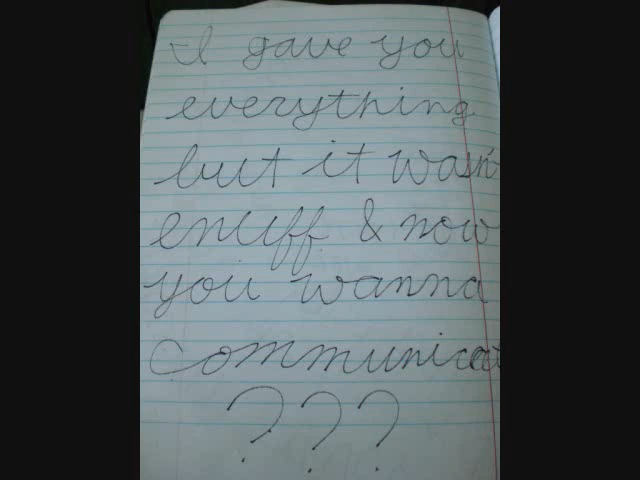 I gave you
everything
but it wasn't
enuff & now
you wanna
communicat
???